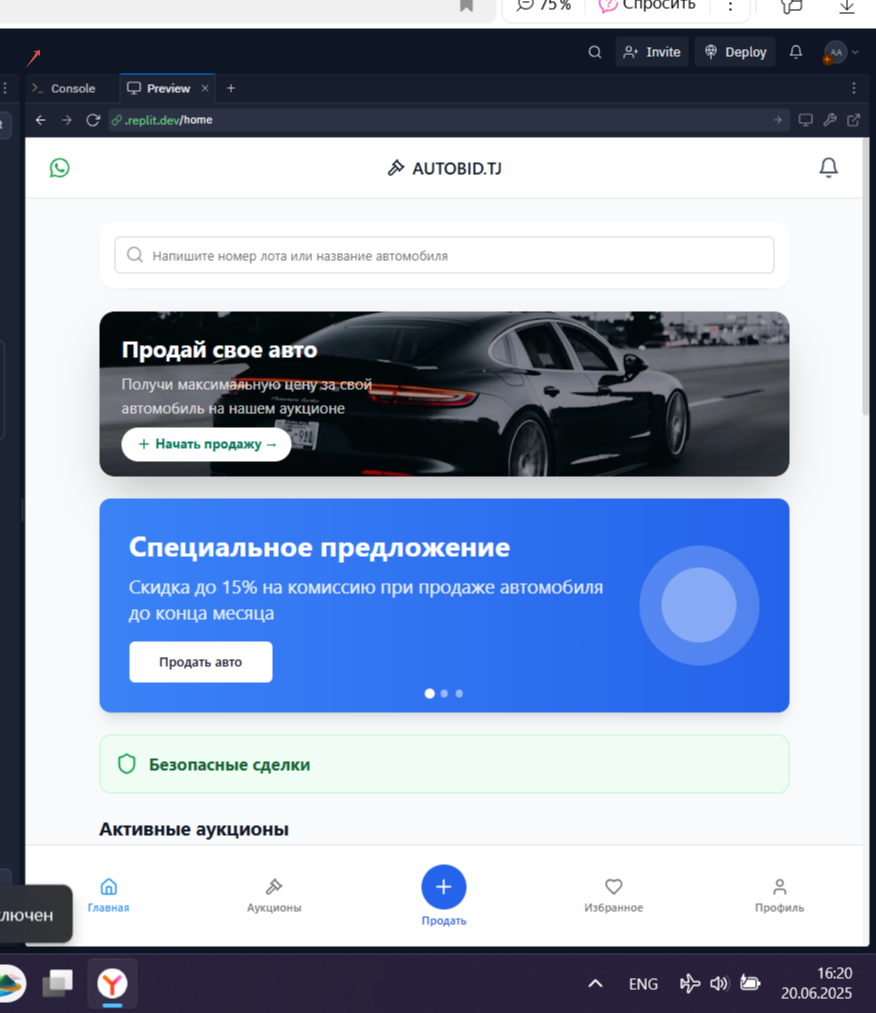 75 %
Спросить
Invite
Deploy
AA
Console
Preview
.replit.dev/home
AUTOBID.TJ
Напишите номер лота или название автомобиля
Продай свое авто
Получи максимальную цену за свой
автомобиль на нашем аукционе
+ Начать продажу →
Специальное предложение
Скидка до 15% на комиссию при продаже автомобиля
до конца месяца
Продать авто
Безопасные сделки
Активные аукционы
Главная
Аукционы
Продать
Избранное
Профиль
ENG
16:20
20.06.2025